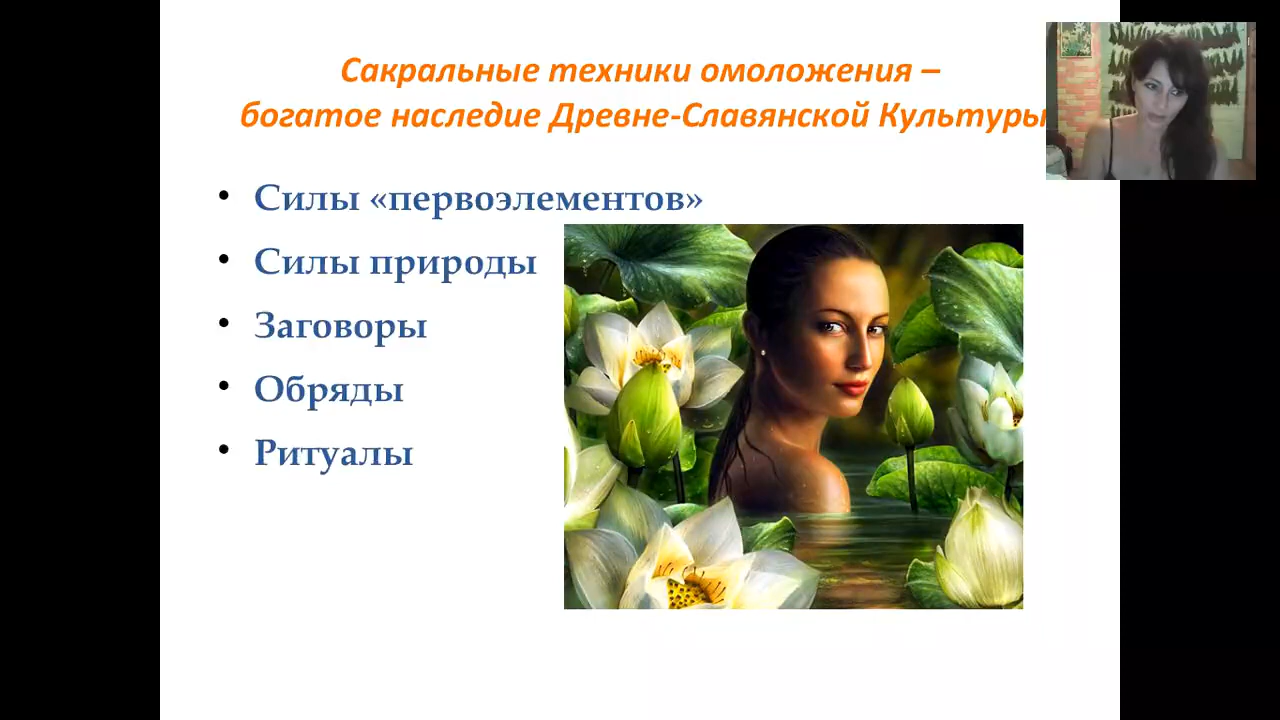 Сакральные техники омоложения –
богатое наследие Древне-Славянской Культуры
• Силы «первоэлементов»
• Силы природы
• Заговоры
• Обряды
• Ритуалы